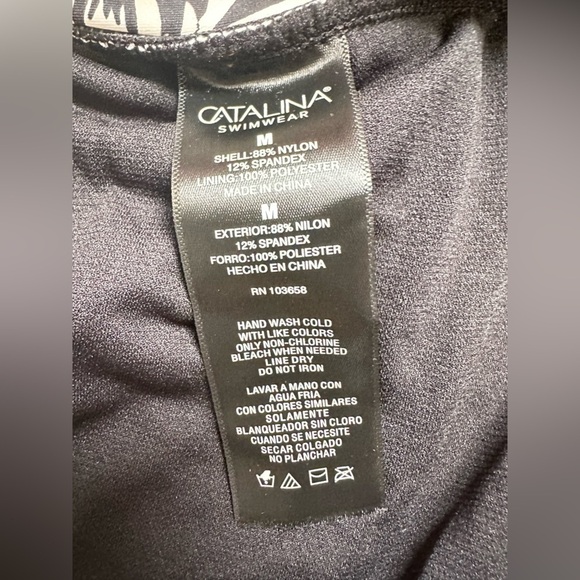 CATALINA®
SWIMWEAR
M
SHELL:88% NYLON
12% SPANDEX
LINING:100% POLYESTER
MADE IN CHINA
M
EXTERIOR:88% NILON
12% SPANDEX
FORRO:100% POLIESTER
HECHO EN CHINA
RN 103658
HAND WASH COLD
WITH LIKE COLORS
ONLY NON-CHLORINE
BLEACH WHEN NEEDED
LINE DRY
DO NOT IRON
LAVAR A MANO CON
AGUA FRIA
CON COLORES SIMILARES
SOLAMENTE
BLANQUEADOR SIN CLORO
CUANDO SE NECESITE
SECAR COLGADO
NO PLANCHAR